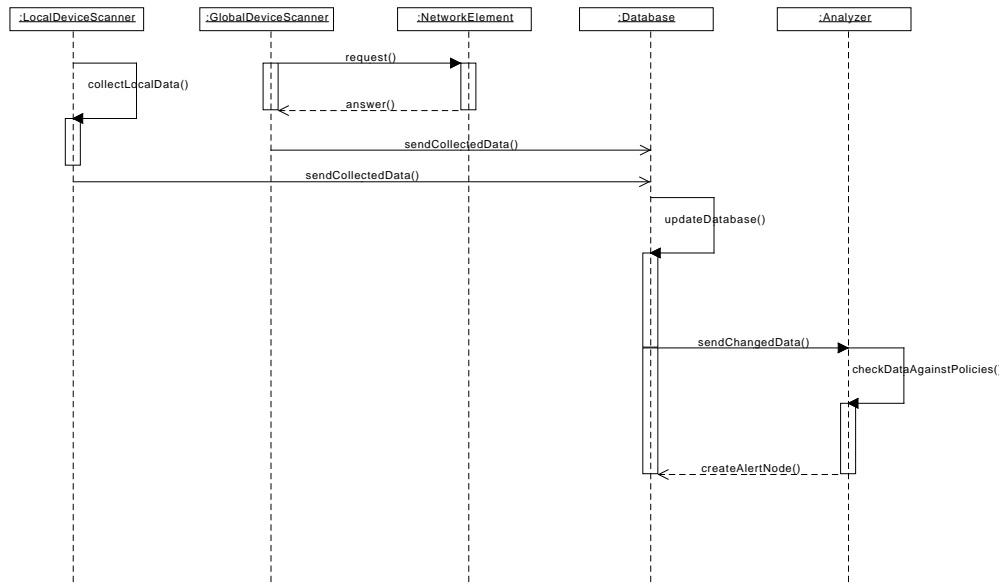 :LocalDeviceScanner
:GlobalDeviceScanner
:NetworkElement
:Database
:Analyzer
request()
collectLocalData()
answer()
sendCollectedData()
sendCollectedData()
updateDatabase()
sendChangedData()
checkDataAgainstPolicies()
createAlertNode()